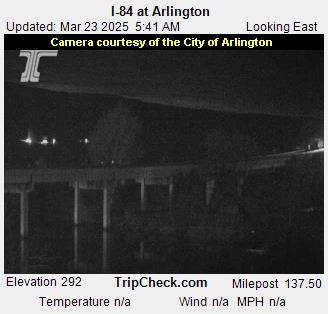 I-84 at Arlington
Updated: Mar 23 2025 5:41 AM Looking East
Camera courtesy of the City of Arlington
Elevation 292 TripCheck.com Milepost 137.50
Temperature n/a Wind n/a MPH n/a